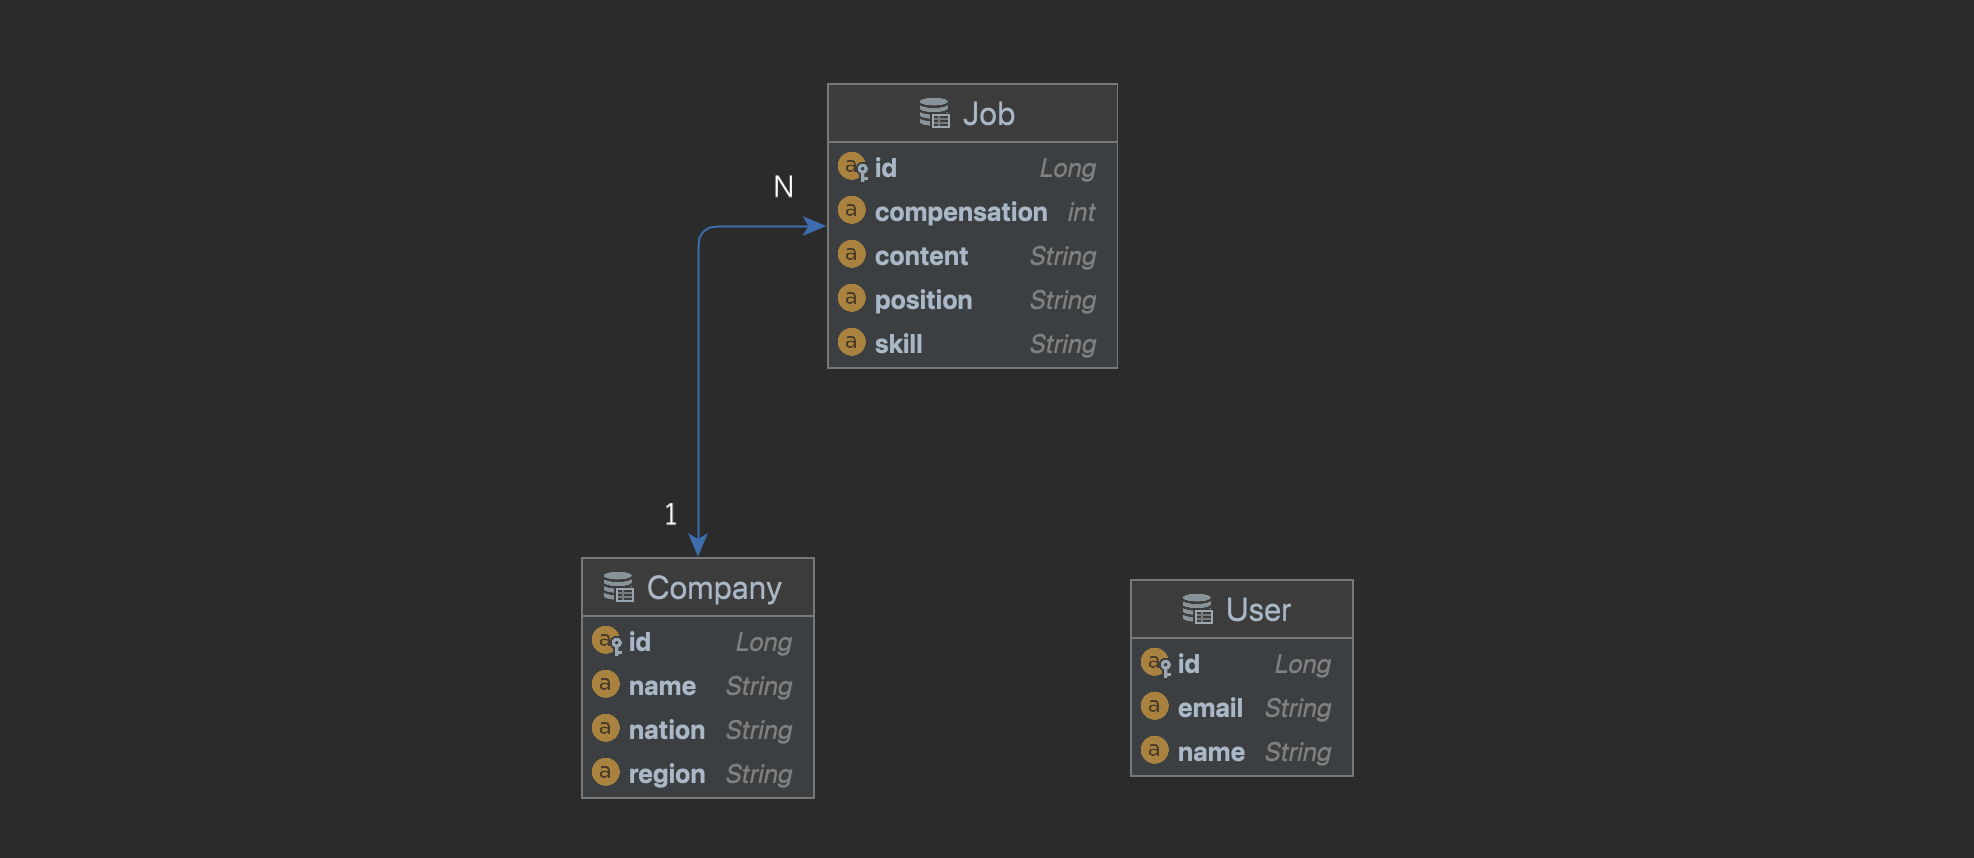 Job
id Long
compensation int
content String
position String
skill String
N
1
Company
id Long
name String
nation String
region String
User
id Long
email String
name String